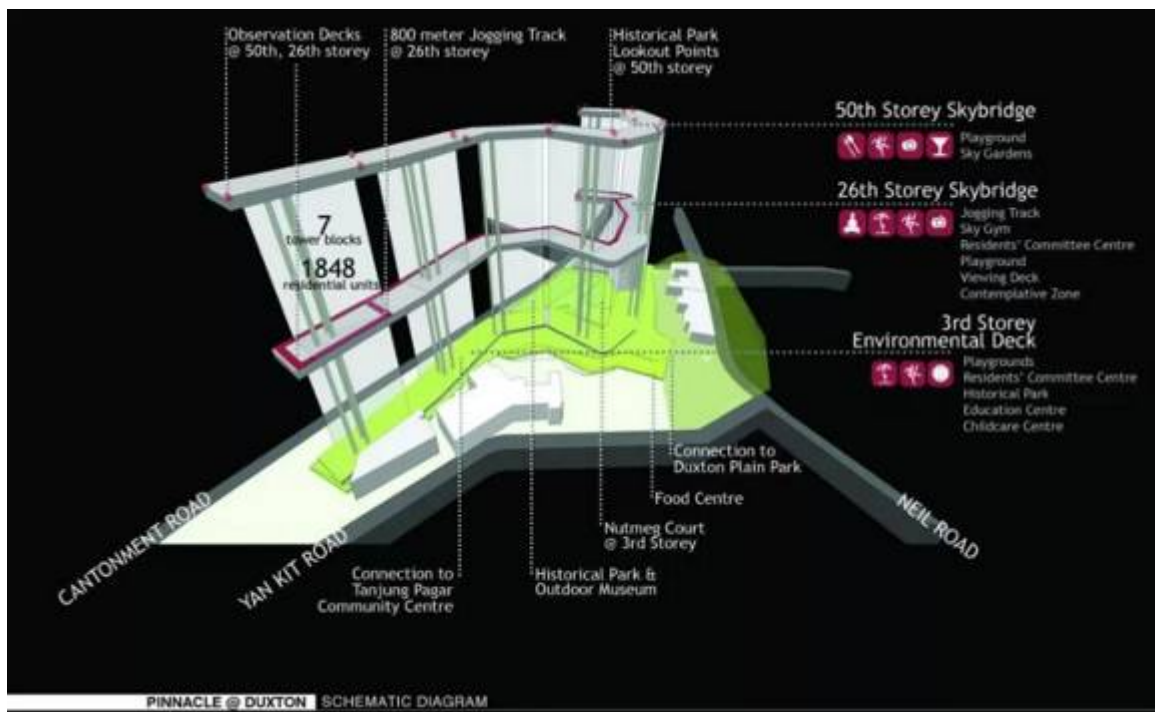 Observation Decks
@ 50th, 26th storey
800 meter Jogging Track
@ 26th storey
Historical Park
Lookout Points
@ 50th storey
50th Storey Skybridge
Playground
Sky Gardens
26th Storey Skybridge
Jogging Track
Sky Gym
Residents' Committee Centre
Playground
Viewing Deck
Contemplative Zone
7
tower blocks
1848
residential units
3rd Storey
Environmental Deck
Playgrounds
Residents' Committee Centre
Historical Park
Education Centre
Childcare Centre
Connection to
Duxton Plain Park
Food Centre
Nutmeg Court
@ 3rd Storey
Historical Park &
Outdoor Museum
Connection to
Tanjung Pagar
Community Centre
CANTONMENT ROAD
YAN KIT ROAD
NEIL ROAD
PINNACLE @ DUXTON SCHEMATIC DIAGRAM